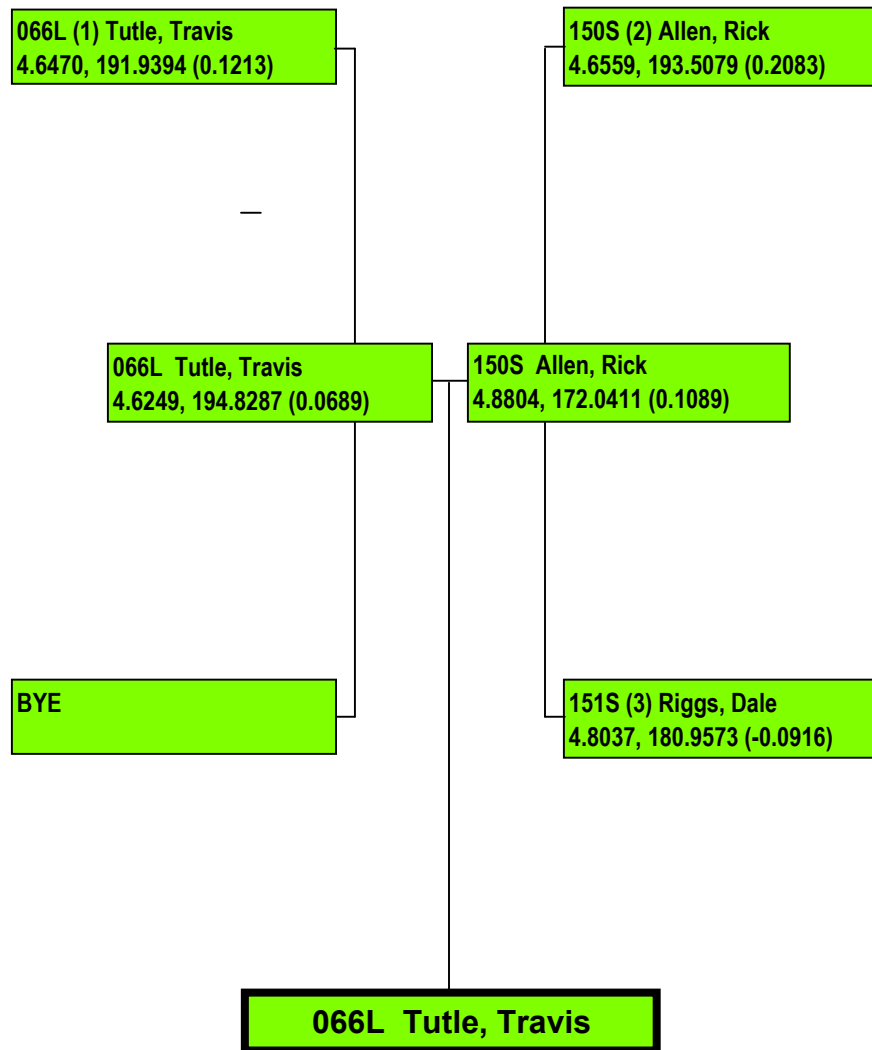 066L (1) Tutle, Travis
4.6470, 191.9394 (0.1213)
150S (2) Allen, Rick
4.6559, 193.5079 (0.2083)
066L Tutle, Travis
4.6249, 194.8287 (0.0689)
150S Allen, Rick
4.8804, 172.0411 (0.1089)
BYE
151S (3) Riggs, Dale
4.8037, 180.9573 (-0.0916)
066L Tutle, Travis